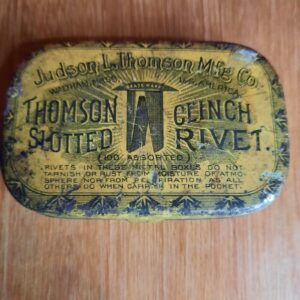 Judson L. Thomson M'f'g Co.
WALTHAM, MASS. N. AMERICA.
TRADE MARK
THOMSON CLINCH
SLOTTED RIVET.
(100 ASSORTED)
RIVETS IN THESE METAL BOXES DO NOT
TARNISH OR RUST FROM MOISTURE OF ATMO-
SPHERE NOR FROM PERSPIRATION AS ALL
OTHERS DO WHEN CARRIED IN THE POCKET.